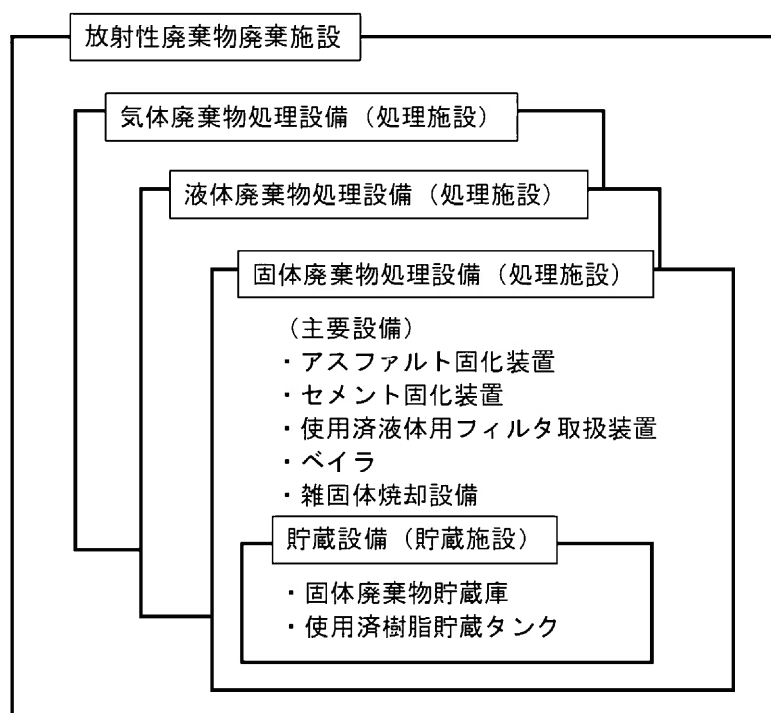 放射性廃棄物廃棄施設
気体廃棄物処理設備（処理施設）
液体廃棄物処理設備（処理施設）
固体廃棄物処理設備（処理施設）
（主要設備）
・アスファルト固化装置
・セメント固化装置
・使用済液体用フィルタ取扱装置
・ベイラ
・雑固体焼却設備
貯蔵設備（貯蔵施設）
・固体廃棄物貯蔵庫
・使用済樹脂貯蔵タンク